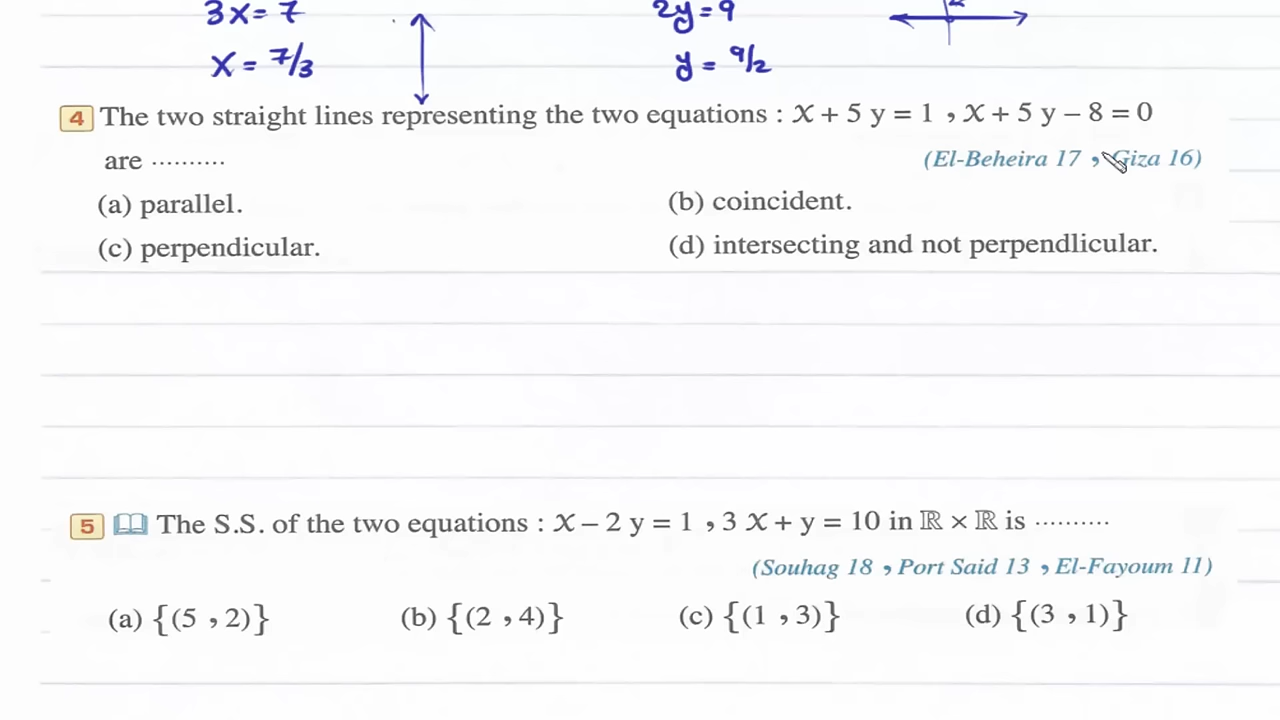 3x = 7
2y = 9
x = 7/3
y = 9/2
4 The two straight lines representing the two equations : x + 5 y = 1 , x + 5 y – 8 = 0
are ..........
(El-Beheira 17 , Giza 16)
(a) parallel.
(b) coincident.
(c) perpendicular.
(d) intersecting and not perpendlicular.
5 The S.S. of the two equations : x – 2 y = 1 , 3 x + y = 10 in ℝ × ℝ is ..........
(Souhag 18 , Port Said 13 , El-Fayoum 11)
(a) {(5 , 2)}
(b) {(2 , 4)}
(c) {(1 , 3)}
(d) {(3 , 1)}